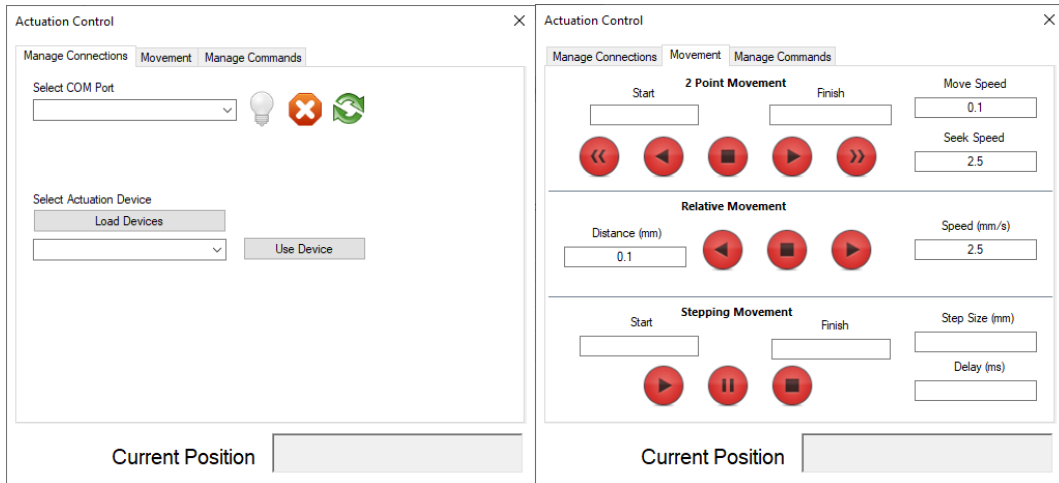 Actuation Control
Manage Connections Movement Manage Commands
Select COM Port
Select Actuation Device
Load Devices
Use Device
Current Position
Actuation Control
Manage Connections Movement Manage Commands
2 Point Movement
Start Finish Move Speed
0.1
Seek Speed
2.5
Relative Movement
Distance (mm) Speed (mm/s)
0.1 2.5
Stepping Movement
Start Finish Step Size (mm)
Delay (ms)
Current Position